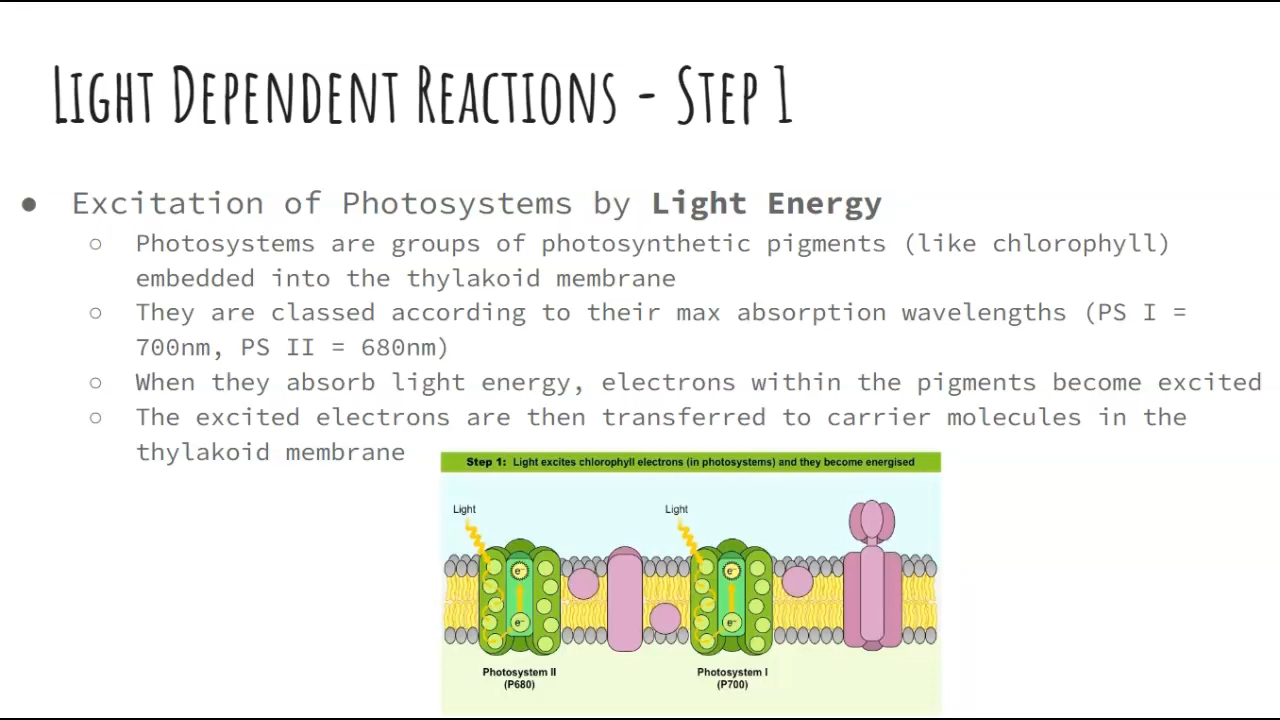 Light Dependent Reactions - Step 1
● Excitation of Photosystems by Light Energy
○ Photosystems are groups of photosynthetic pigments (like chlorophyll)
embedded into the thylakoid membrane
○ They are classed according to their max absorption wavelengths (PS I =
700nm, PS II = 680nm)
○ When they absorb light energy, electrons within the pigments become excited
○ The excited electrons are then transferred to carrier molecules in the
thylakoid membrane
Step 1: Light excites chlorophyll electrons (in photosystems) and they become energised
Light Light
e⁻ e⁻
e⁻ e⁻
Photosystem II Photosystem I
(P680) (P700)